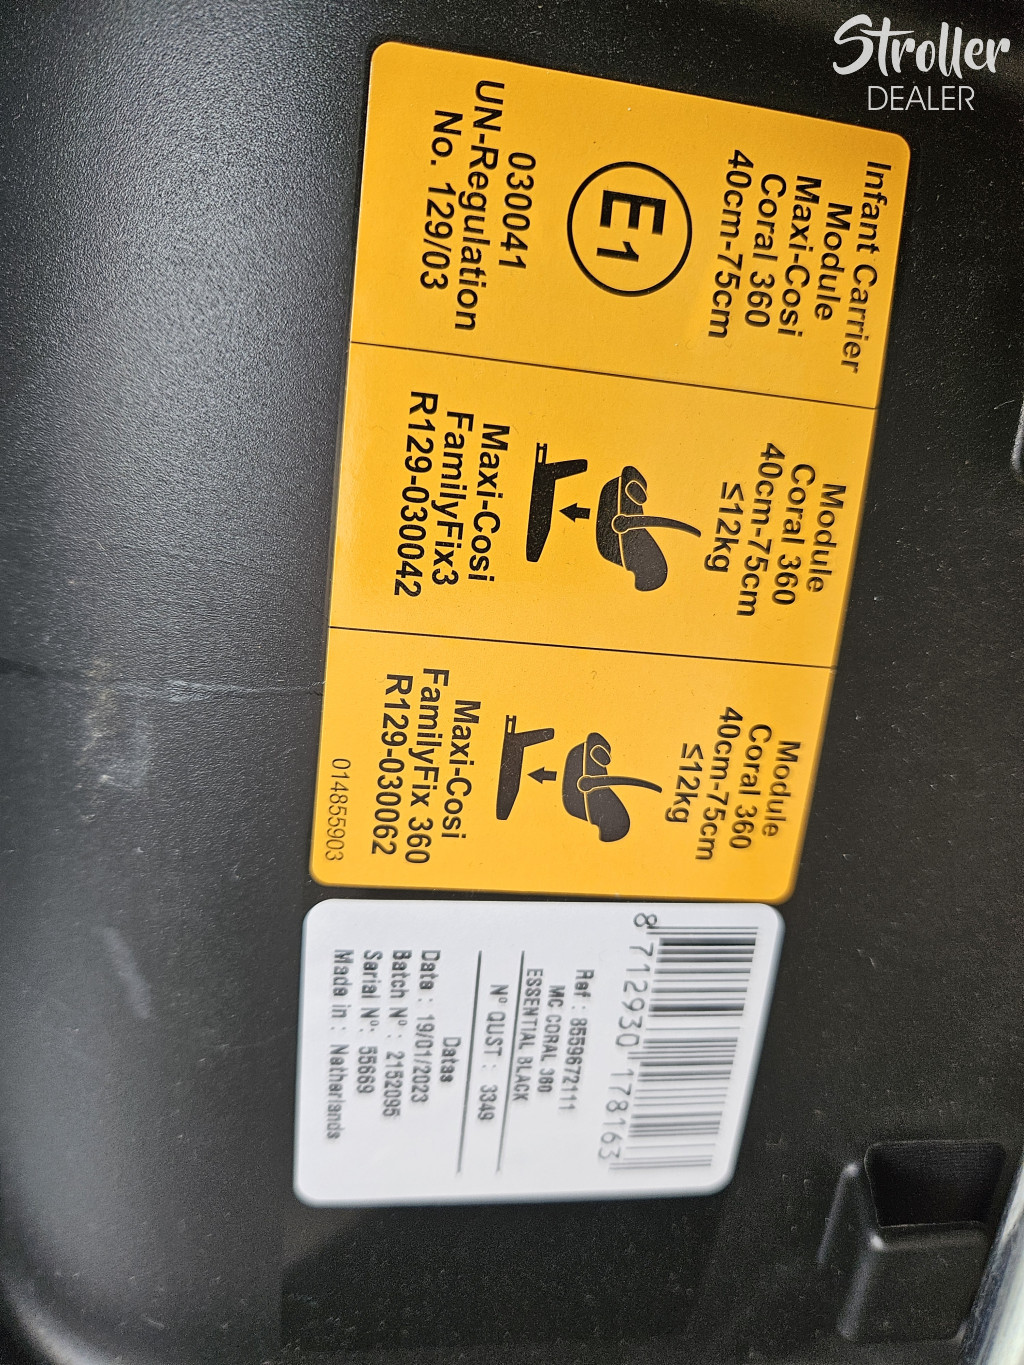 Stroller
DEALER
Infant Carrier
Module
Maxi-Cosi
Coral 360
40cm-75cm
E1
030041
UN-Regulation
No. 129/03
Module
Coral 360
40cm-75cm
≤12kg
Maxi-Cosi
FamilyFix3
R129-030042
Module
Coral 360
40cm-75cm
≤12kg
Maxi-Cosi
FamilyFix 360
R129-030062
014855903
8 712930 178163
Ref : 8559672111
MC CORAL 360
ESSENTIAL BLACK
N° QUST : 3349
Datas
Date : 19/01/2023
Batch N° : 2152095
Serial N° : 55669
Made in : Netherlands